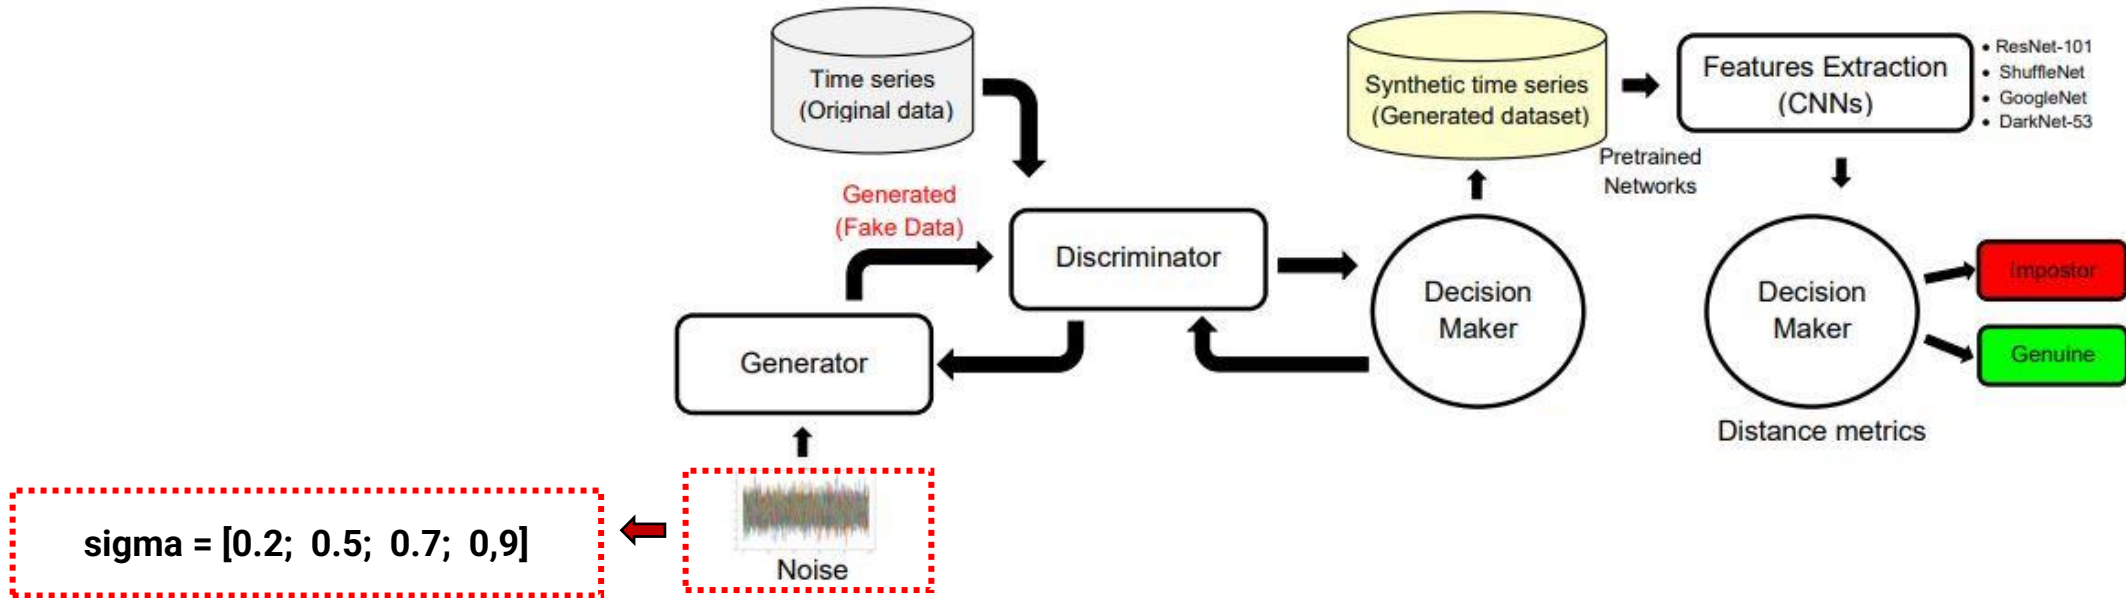 Time series
(Original data)
Generated
(Fake Data)
Discriminator
Generator
Noise
sigma = [0.2; 0.5; 0.7; 0,9]
Decision
Maker
Synthetic time series
(Generated dataset)
Pretrained
Networks
Features Extraction
(CNNs)
• ResNet-101
• ShuffleNet
• GoogleNet
• DarkNet-53
Decision
Maker
Distance metrics
Impostor
Genuine